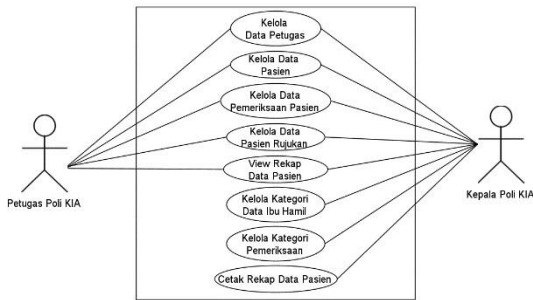 Kelola
Data Petugas
Kelola Data
Pasien
Kelola Data
Pemeriksaan Pasien
Kelola Data
Pasien Rujukan
View Rekap
Data Pasien
Kelola Kategori
Data Ibu Hamil
Kelola Kategori
Pemeriksaan
Cetak Rekap Data Pasien
Petugas Poli KIA
Kepala Poli KIA